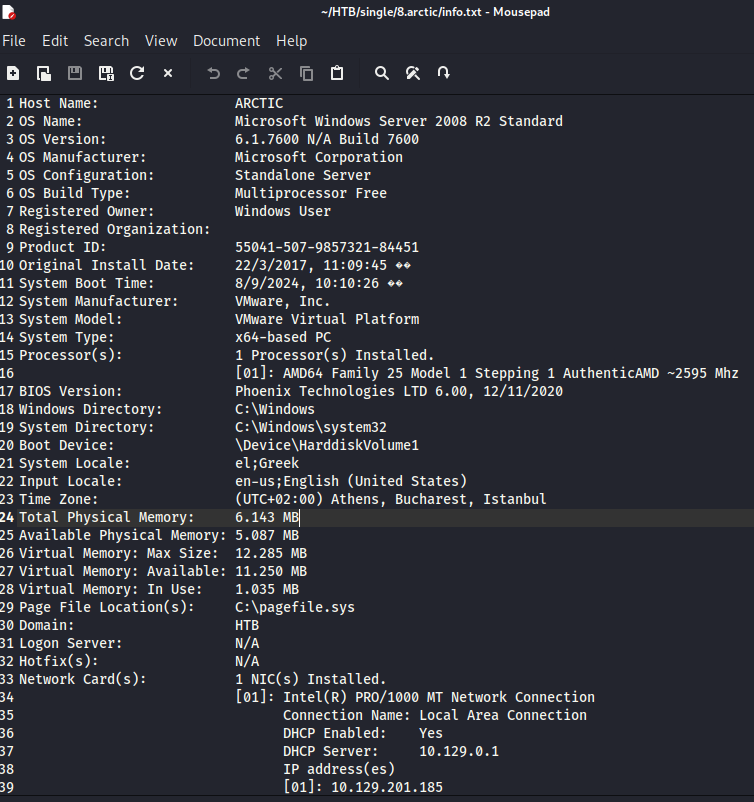 ~/HTB/single/8.arctic/info.txt - Mousepad
File Edit Search View Document Help
1 Host Name: ARCTIC
2 OS Name: Microsoft Windows Server 2008 R2 Standard
3 OS Version: 6.1.7600 N/A Build 7600
4 OS Manufacturer: Microsoft Corporation
5 OS Configuration: Standalone Server
6 OS Build Type: Multiprocessor Free
7 Registered Owner: Windows User
8 Registered Organization:
9 Product ID: 55041-507-9857321-84451
10 Original Install Date: 22/3/2017, 11:09:45 ��
11 System Boot Time: 8/9/2024, 10:10:26 ��
12 System Manufacturer: VMware, Inc.
13 System Model: VMware Virtual Platform
14 System Type: x64-based PC
15 Processor(s): 1 Processor(s) Installed.
16 [01]: AMD64 Family 25 Model 1 Stepping 1 AuthenticAMD ~2595 Mhz
17 BIOS Version: Phoenix Technologies LTD 6.00, 12/11/2020
18 Windows Directory: C:\Windows
19 System Directory: C:\Windows\system32
20 Boot Device: \Device\HarddiskVolume1
21 System Locale: el;Greek
22 Input Locale: en-us;English (United States)
23 Time Zone: (UTC+02:00) Athens, Bucharest, Istanbul
24 Total Physical Memory: 6.143 MB
25 Available Physical Memory: 5.087 MB
26 Virtual Memory: Max Size: 12.285 MB
27 Virtual Memory: Available: 11.250 MB
28 Virtual Memory: In Use: 1.035 MB
29 Page File Location(s): C:\pagefile.sys
30 Domain: HTB
31 Logon Server: N/A
32 Hotfix(s): N/A
33 Network Card(s): 1 NIC(s) Installed.
34 [01]: Intel(R) PRO/1000 MT Network Connection
35 Connection Name: Local Area Connection
36 DHCP Enabled: Yes
37 DHCP Server: 10.129.0.1
38 IP address(es)
39 [01]: 10.129.201.185